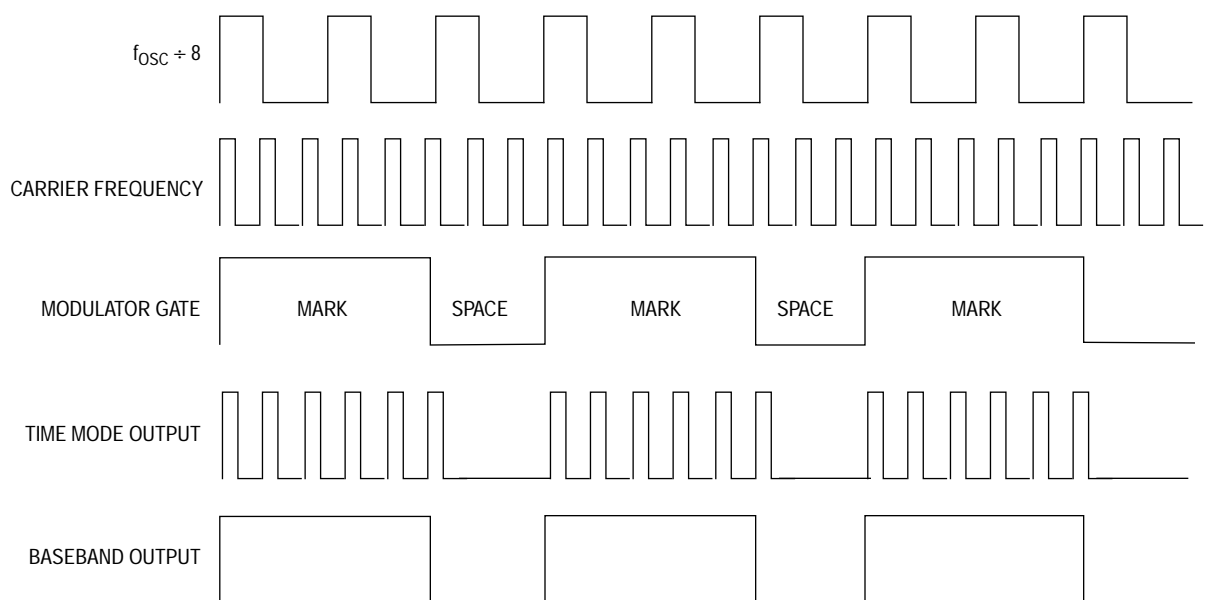 fOSC ÷ 8
CARRIER FREQUENCY
MODULATOR GATE
MARK
SPACE
MARK
SPACE
MARK
TIME MODE OUTPUT
BASEBAND OUTPUT